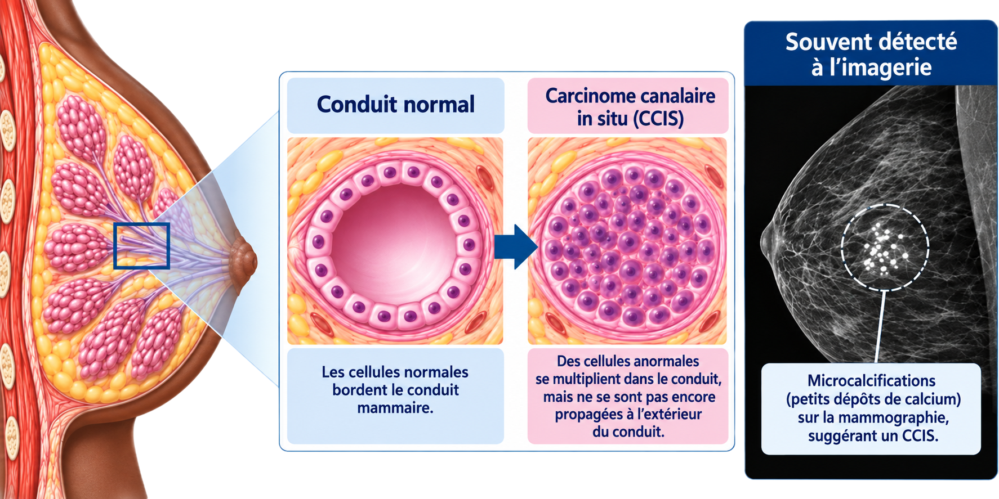 Conduit normal
Carcinome canalaire
in situ (CCIS)
Les cellules normales
bordent le conduit
mammaire.
Des cellules anormales
se multiplient dans le conduit,
mais ne se sont pas encore
propagées à l’extérieur
du conduit.
Souvent détecté
à l’imagerie
Microcalcifications
(petits dépôts de calcium)
sur la mammographie,
suggérant un CCIS.